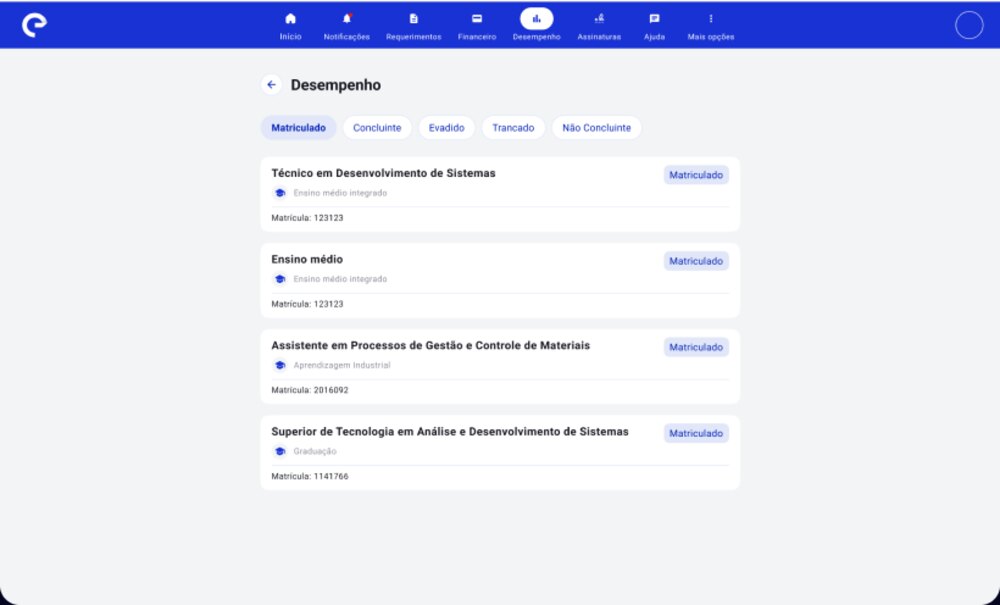 Início Notificações Requerimentos Financeiro Desempenho Assinaturas Ajuda Mais opções
Desempenho
Matriculado Concluinte Evadido Trancado Não Concluinte
Técnico em Desenvolvimento de Sistemas Matriculado
Ensino médio integrado
Matrícula: 123123
Ensino médio Matriculado
Ensino médio integrado
Matrícula: 123123
Assistente em Processos de Gestão e Controle de Materiais Matriculado
Aprendizagem Industrial
Matrícula: 2016092
Superior de Tecnologia em Análise e Desenvolvimento de Sistemas Matriculado
Graduação
Matrícula: 1141766